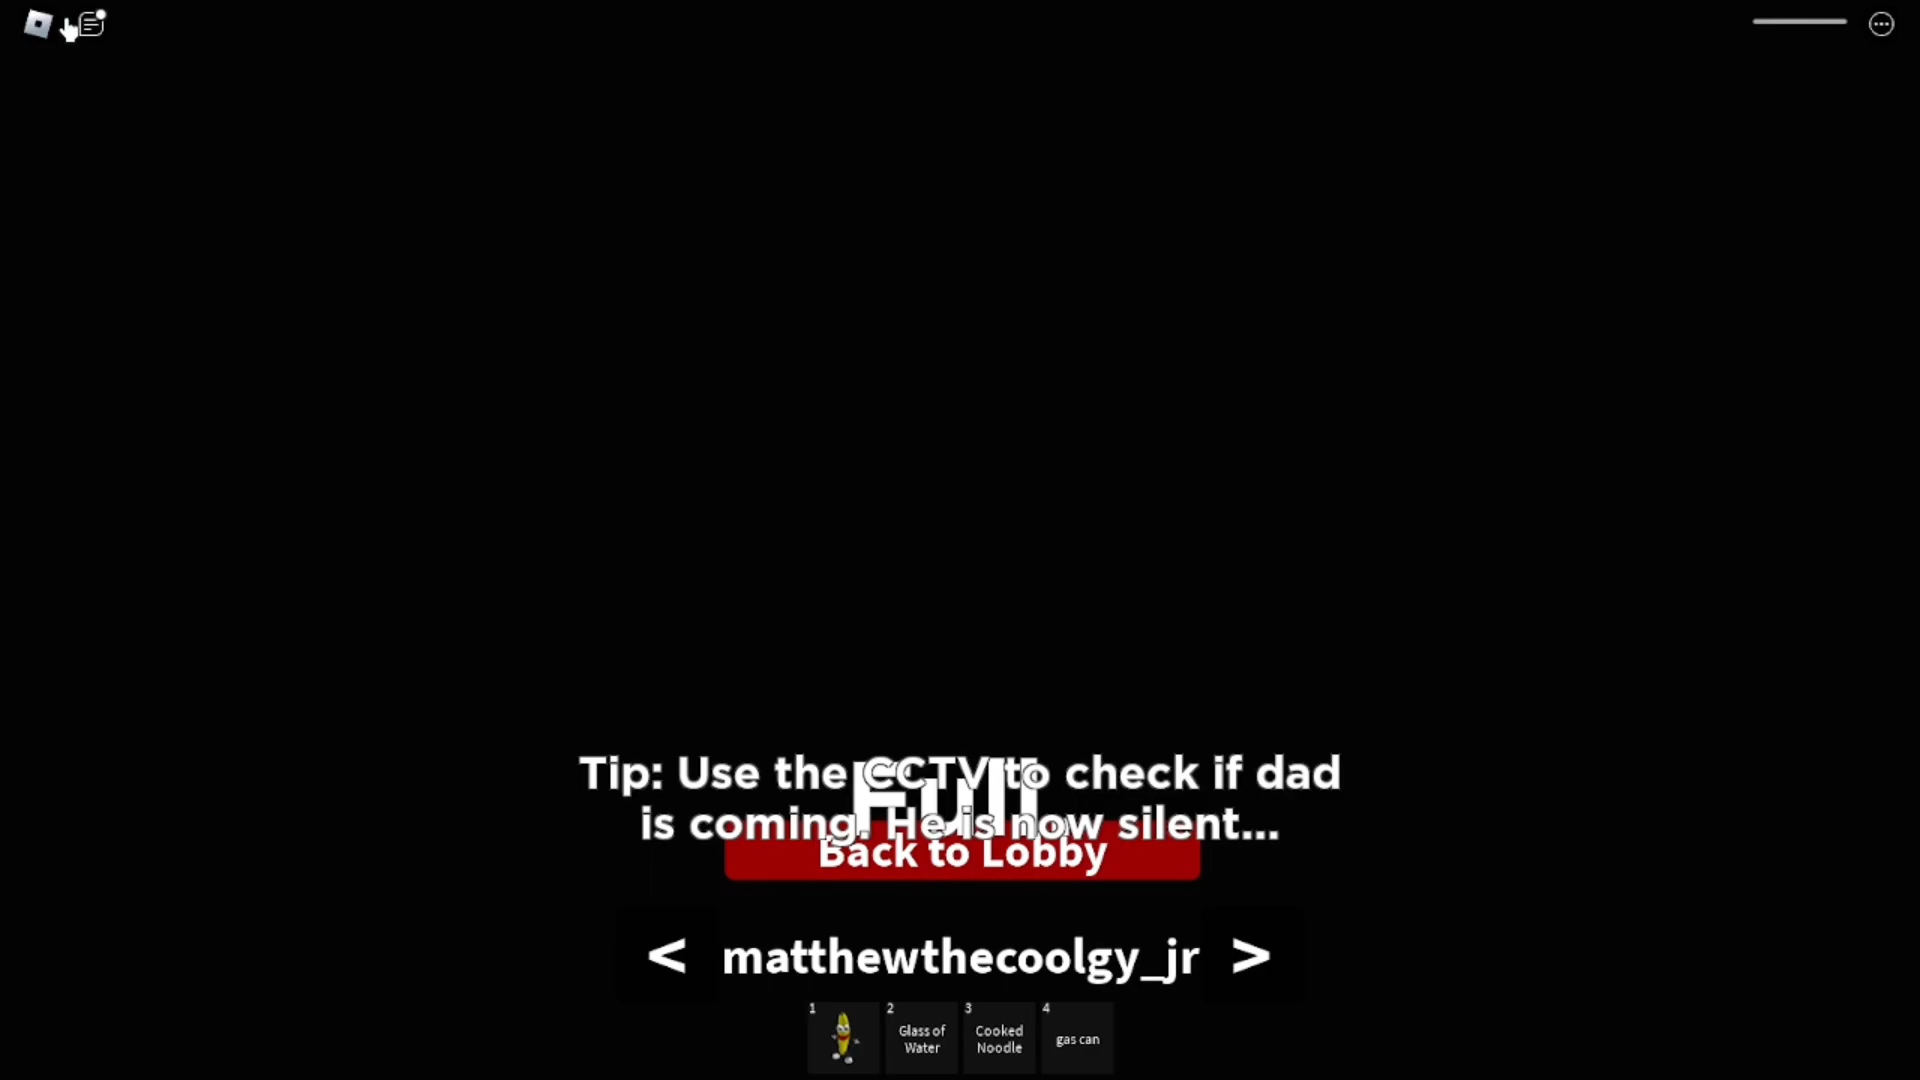 Tip: Use the CCTV to check if dad
is coming. He is now silent...
Full
Back to Lobby
< matthewthecoolgy_jr >
1
2
Glass of
Water
3
Cooked
Noodle
4
gas can